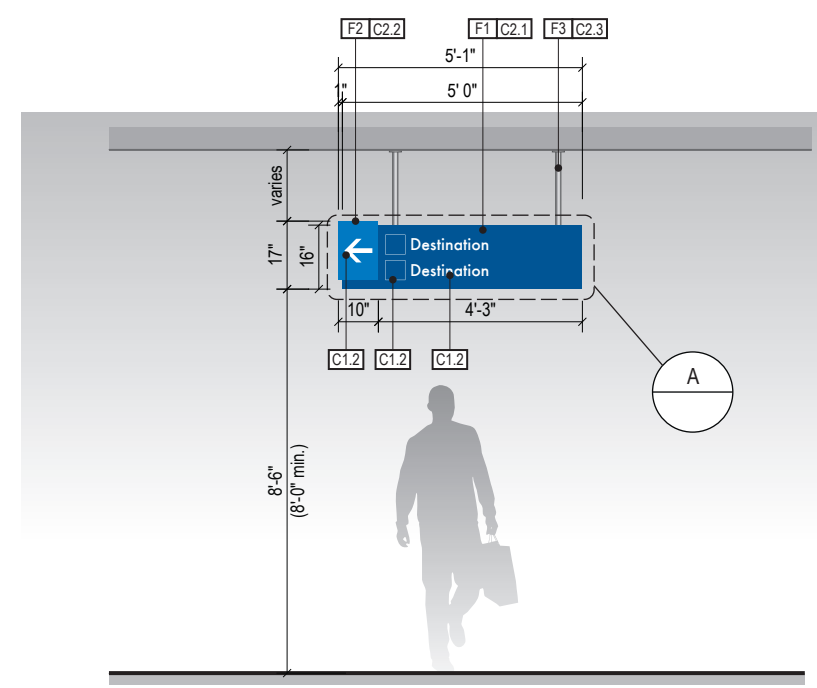 F2 C2.2
F1 C2.1
F3 C2.3
5'-1"
1"
5' 0"
varies
17"
16"
Destination
Destination
10"
4'-3"
C1.2
C1.2
C1.2
A
8'-6"
(8'-0" min.)